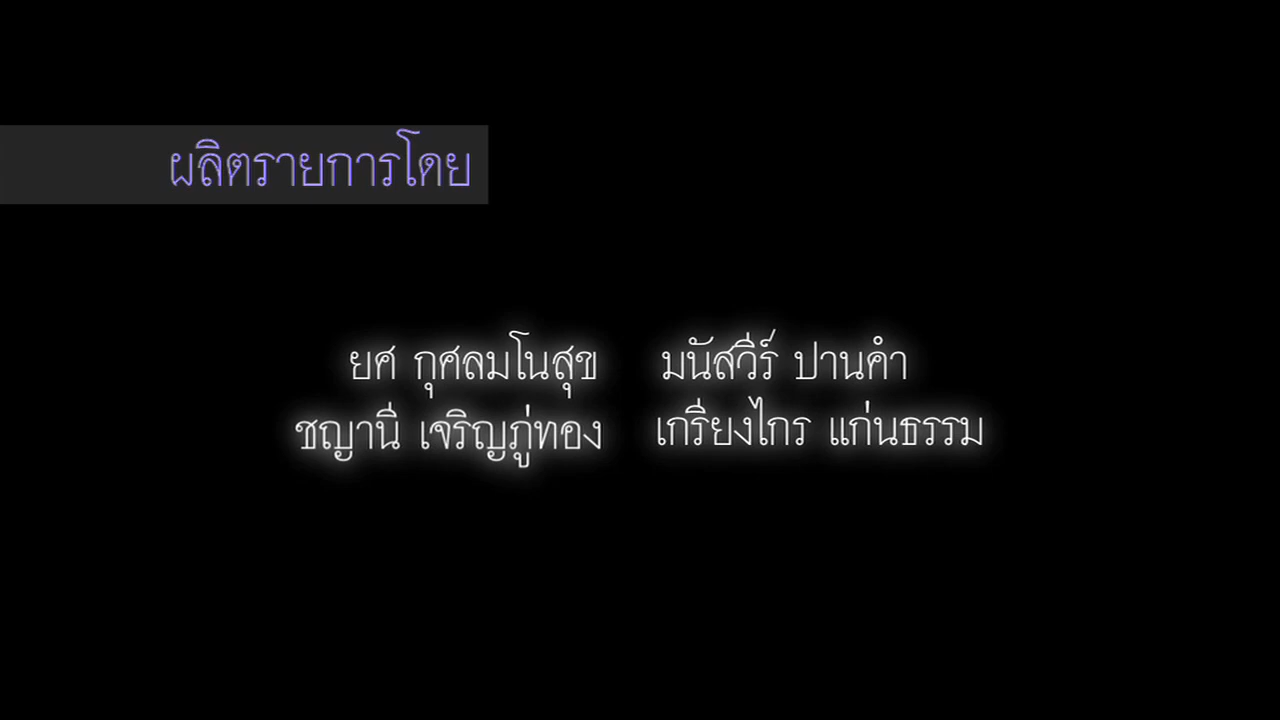 ผลิตรายการโดย
ยศ กุศลมโนสุข มนัสวีร์ ปานคำ
ชญานี เจริญภู่ทอง เกรียงไกร แก่นธรรม